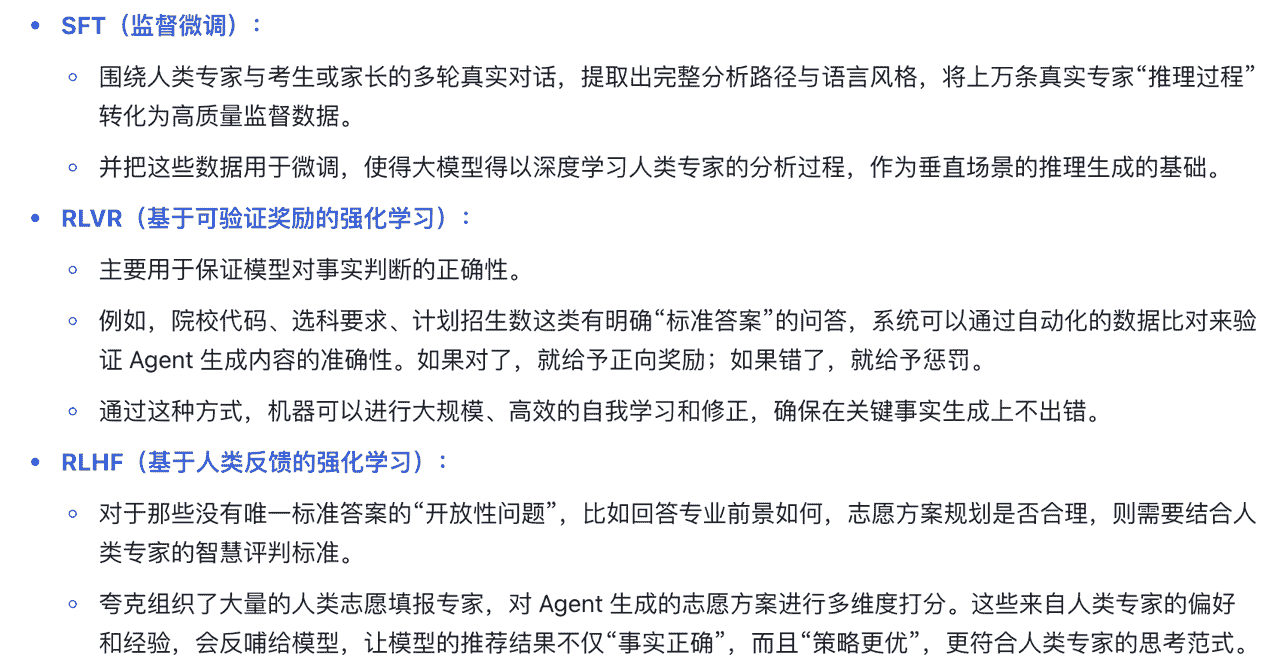 SFT（监督微调）：
围绕人类专家与考生或家长的多轮真实对话，提取出完整分析路径与语言风格，将上万条真实专家“推理过程”
转化为高质量监督数据。
并把这些数据用于微调，使得大模型得以深度学习人类专家的分析过程，作为垂直场景的推理生成的基础。
RLVR（基于可验证奖励的强化学习）：
主要用于保证模型对事实判断的正确性。
例如，院校代码、选科要求、计划招生数这类有明确“标准答案”的问答，系统可以通过自动化的数据比对来验
证 Agent 生成内容的准确性。如果对了，就给予正向奖励；如果错了，就给予惩罚。
通过这种方式，机器可以进行大规模、高效的自我学习和修正，确保在关键事实生成上不出错。
RLHF（基于人类反馈的强化学习）：
对于那些没有唯一标准答案的“开放性问题”，比如回答专业前景如何，志愿方案规划是否合理，则需要结合人
类专家的智慧评判标准。
夸克组织了大量的人类志愿填报专家，对 Agent 生成的志愿方案进行多维度打分。这些来自人类专家的偏好
和经验，会反哺给模型，让模型的推荐结果不仅“事实正确”，而且“策略更优”，更符合人类专家的思考范式。